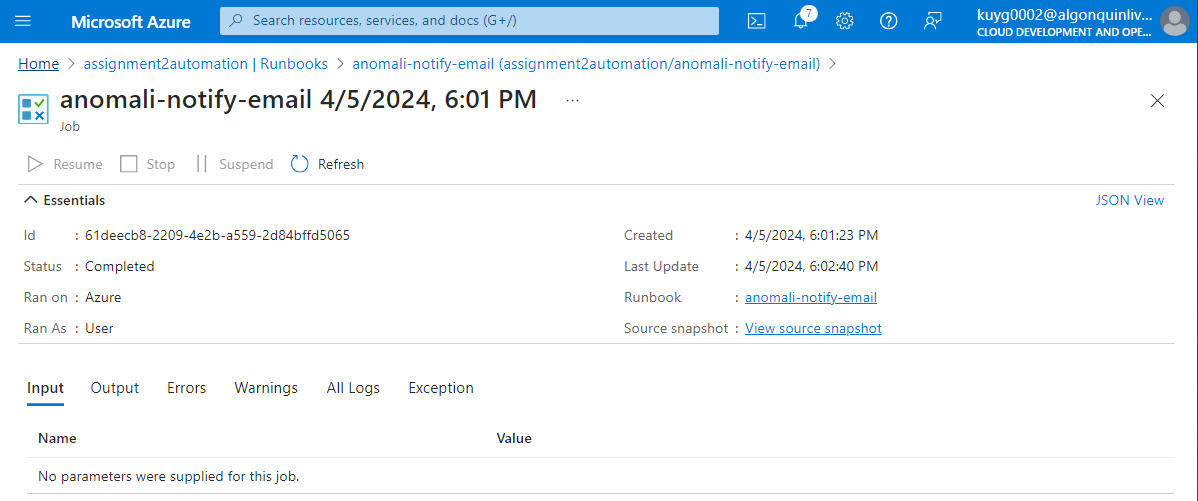 Microsoft Azure
Search resources, services, and docs (G+/)
7
kuyg0002@algonquinliv...
CLOUD DEVELOPMENT AND OPE...
Home > assignment2automation | Runbooks > anomali-notify-email (assignment2automation/anomali-notify-email) >
anomali-notify-email 4/5/2024, 6:01 PM ...
Job
Resume Stop Suspend Refresh
Essentials JSON View
Id : 61deecb8-2209-4e2b-a559-2d84bffd5065 Created : 4/5/2024, 6:01:23 PM
Status : Completed Last Update : 4/5/2024, 6:02:40 PM
Ran on : Azure Runbook : anomali-notify-email
Ran As : User Source snapshot : View source snapshot
Input Output Errors Warnings All Logs Exception
Name Value
No parameters were supplied for this job.